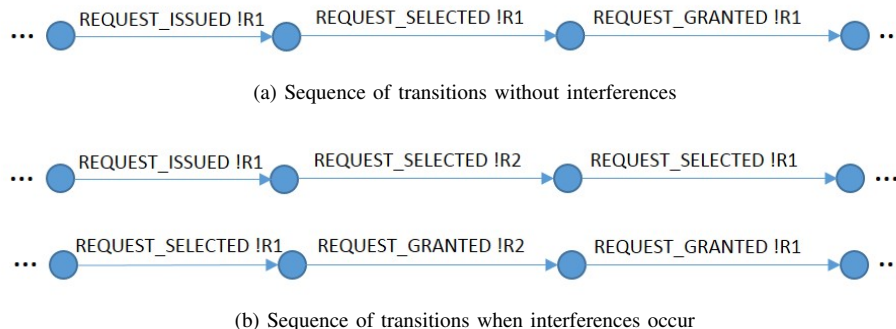 ... REQUEST_ISSUED !R1 REQUEST_SELECTED !R1 REQUEST_GRANTED !R1 ...
(a) Sequence of transitions without interferences
... REQUEST_ISSUED !R1 REQUEST_SELECTED !R2 REQUEST_SELECTED !R1 ...
... REQUEST_SELECTED !R1 REQUEST_GRANTED !R2 REQUEST_GRANTED !R1 ...
(b) Sequence of transitions when interferences occur